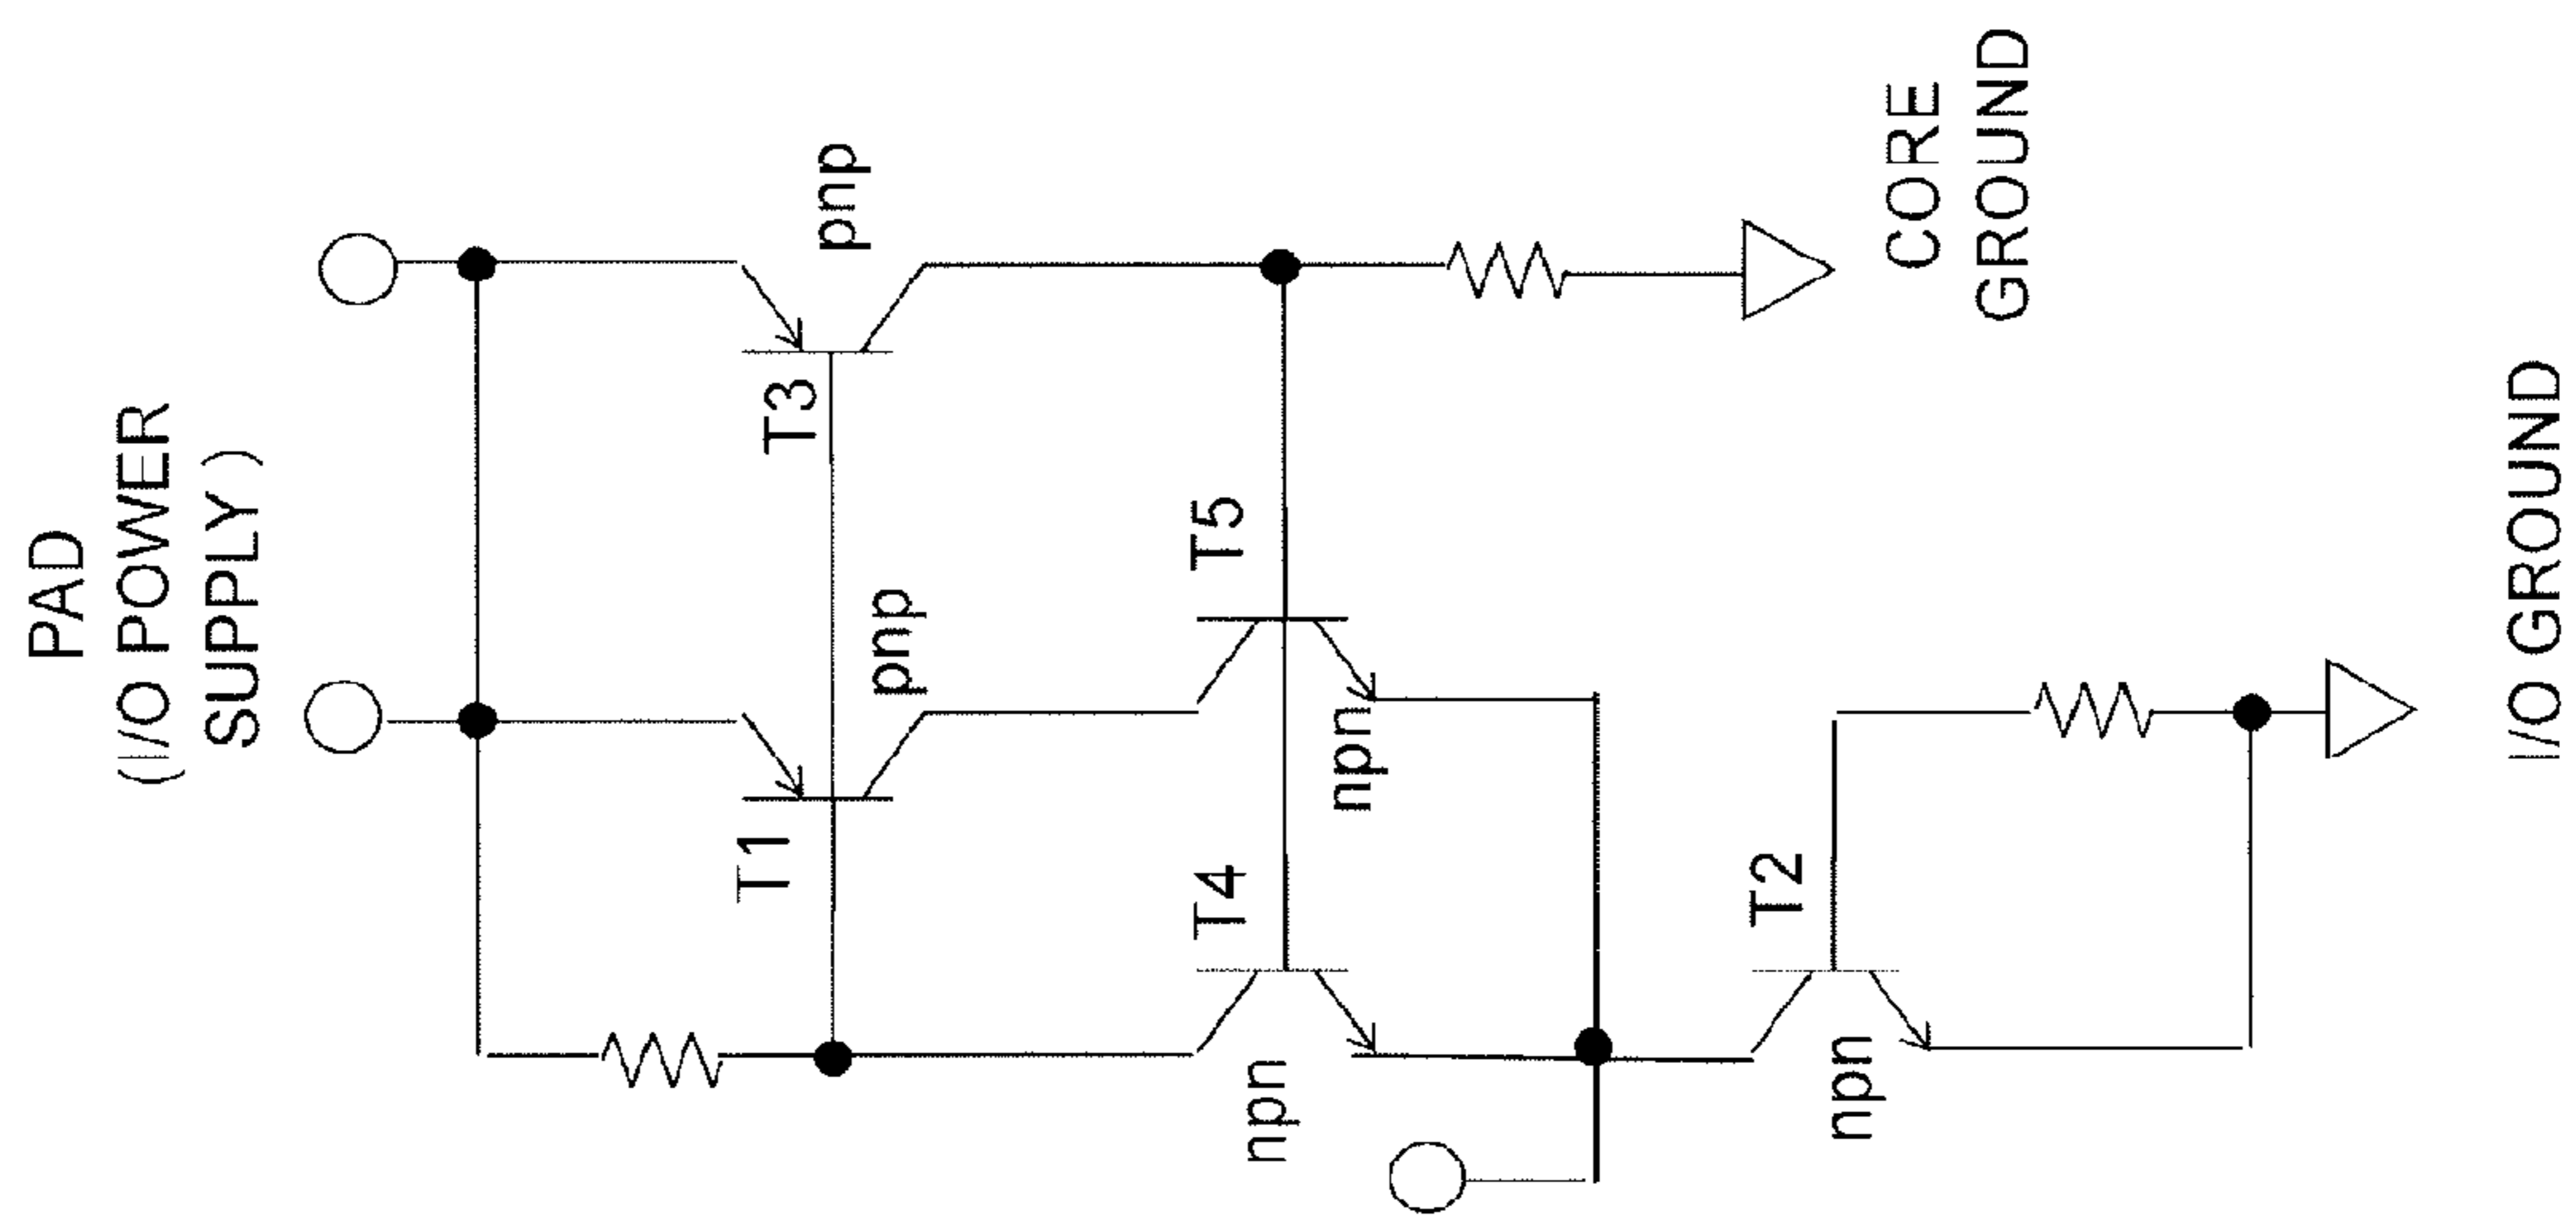 PAD
(I/O POWER
SUPPLY )
T3
pnp
T1
pnp
T5
npn
T4
npn
T2
npn
CORE
GROUND
I/O GROUND